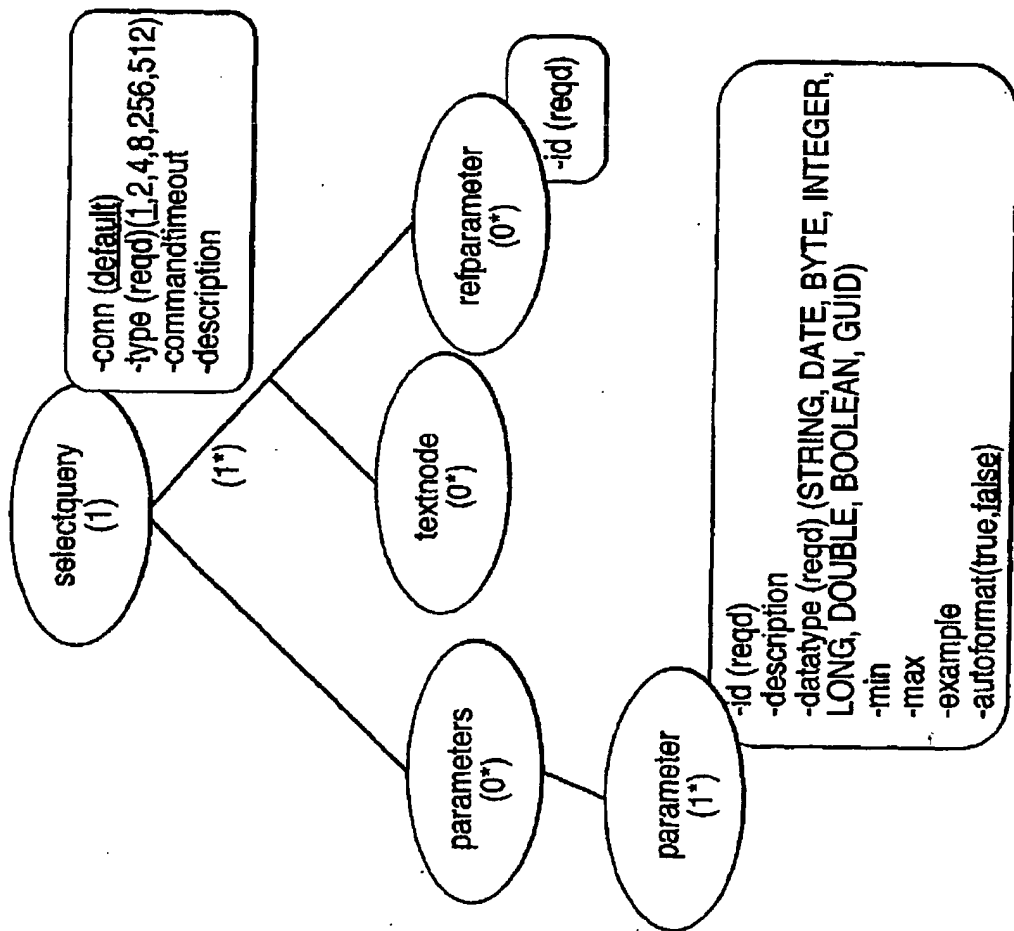 selectquery
(1)
-conn (default)
-type (reqd)(1,2,4,8,256,512)
-commandtimeout
-description
(1*)
parameters
(0*)
textnode
(0*)
refparameter
(0*)
-id (reqd)
parameter
(1*)
-id (reqd)
-description
-datatype (reqd) (STRING, DATE, BYTE, INTEGER,
LONG, DOUBLE, BOOLEAN, GUID)
-min
-max
-example
-autoformat(true,false)